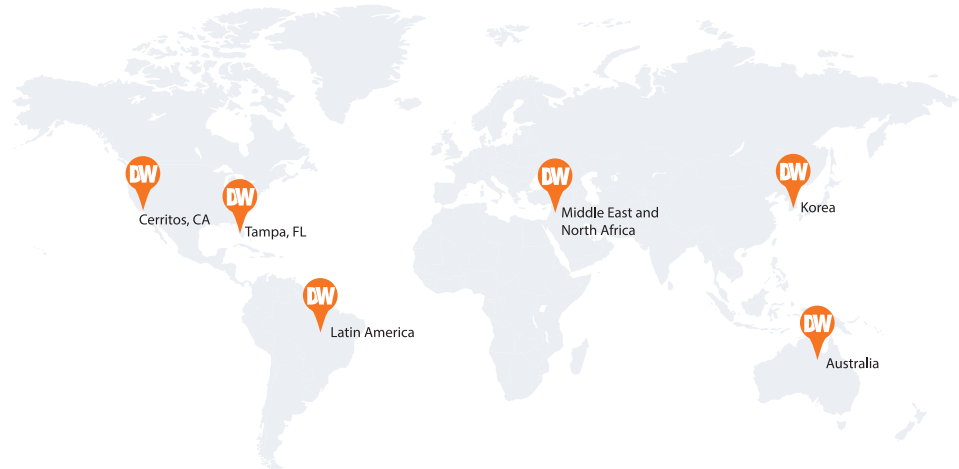 DW
Cerritos, CA
DW
Tampa, FL
DW
Latin America
DW
Middle East and
North Africa
DW
Korea
DW
Australia